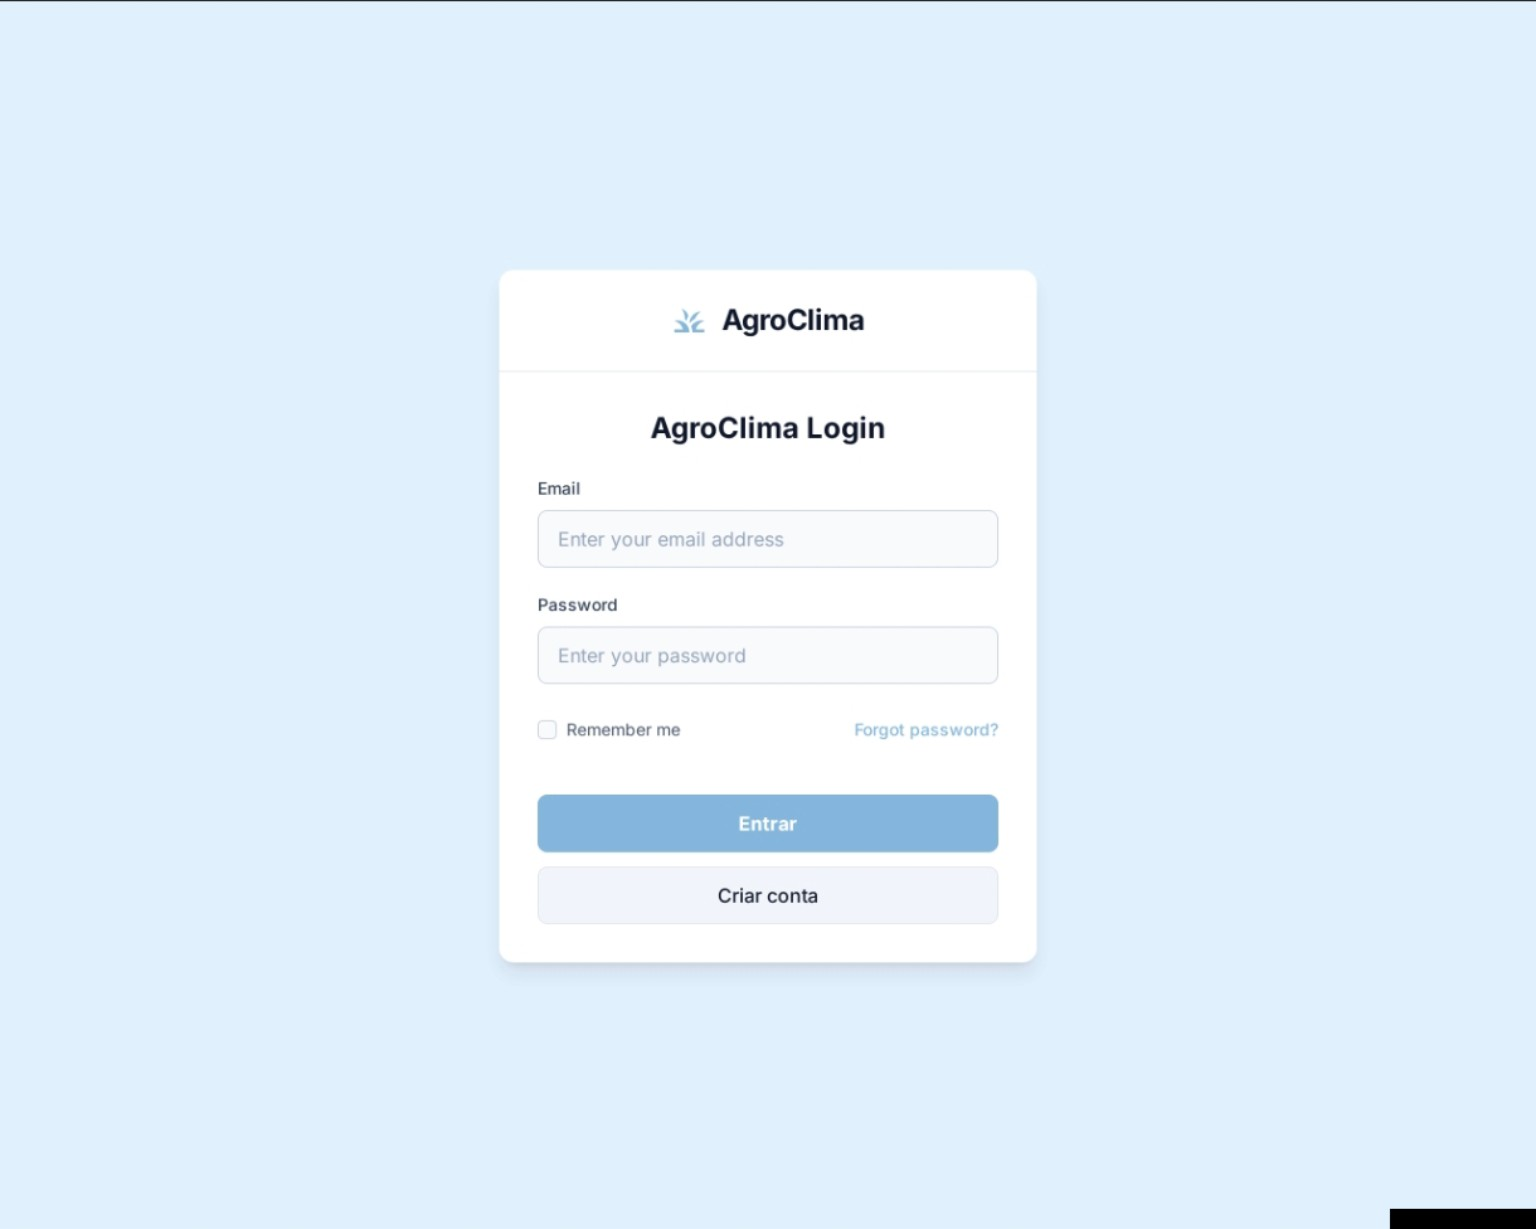 AgroClima
AgroClima Login
Email
Enter your email address
Password
Enter your password
Remember me
Forgot password?
Entrar
Criar conta